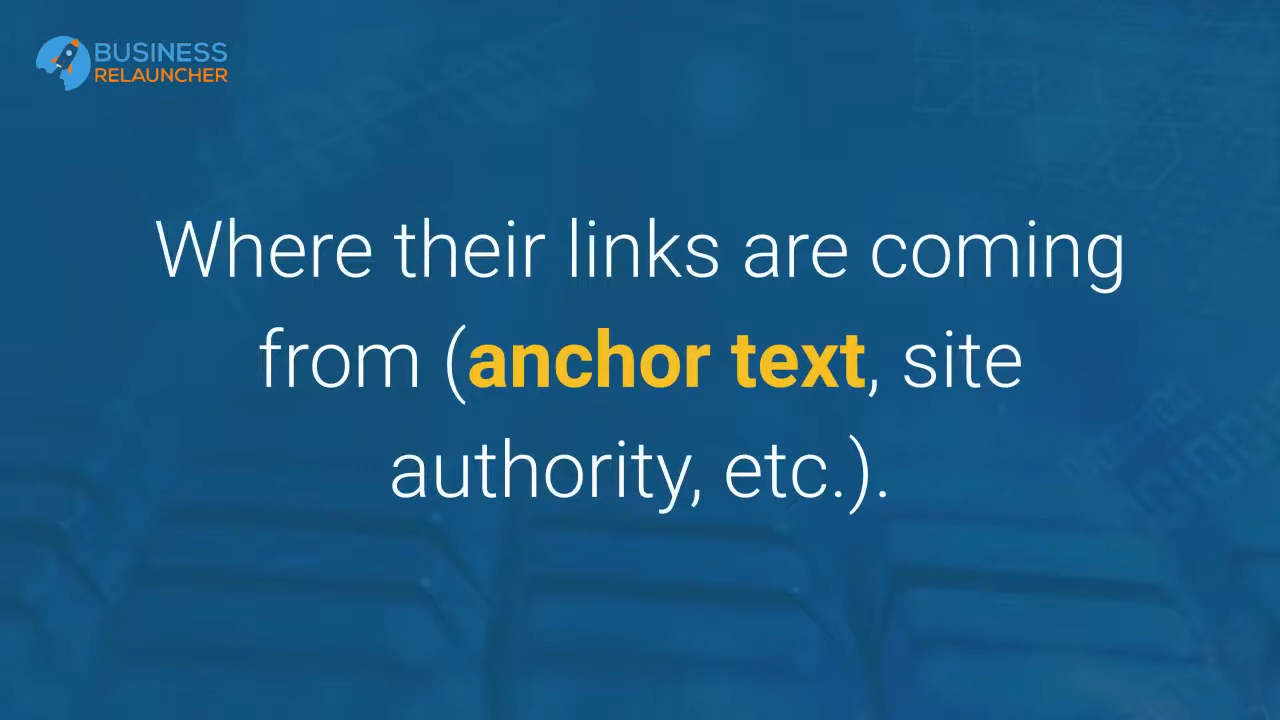 BUSINESS
RELAUNCHER
Where their links are coming
from (anchor text, site
authority, etc.).